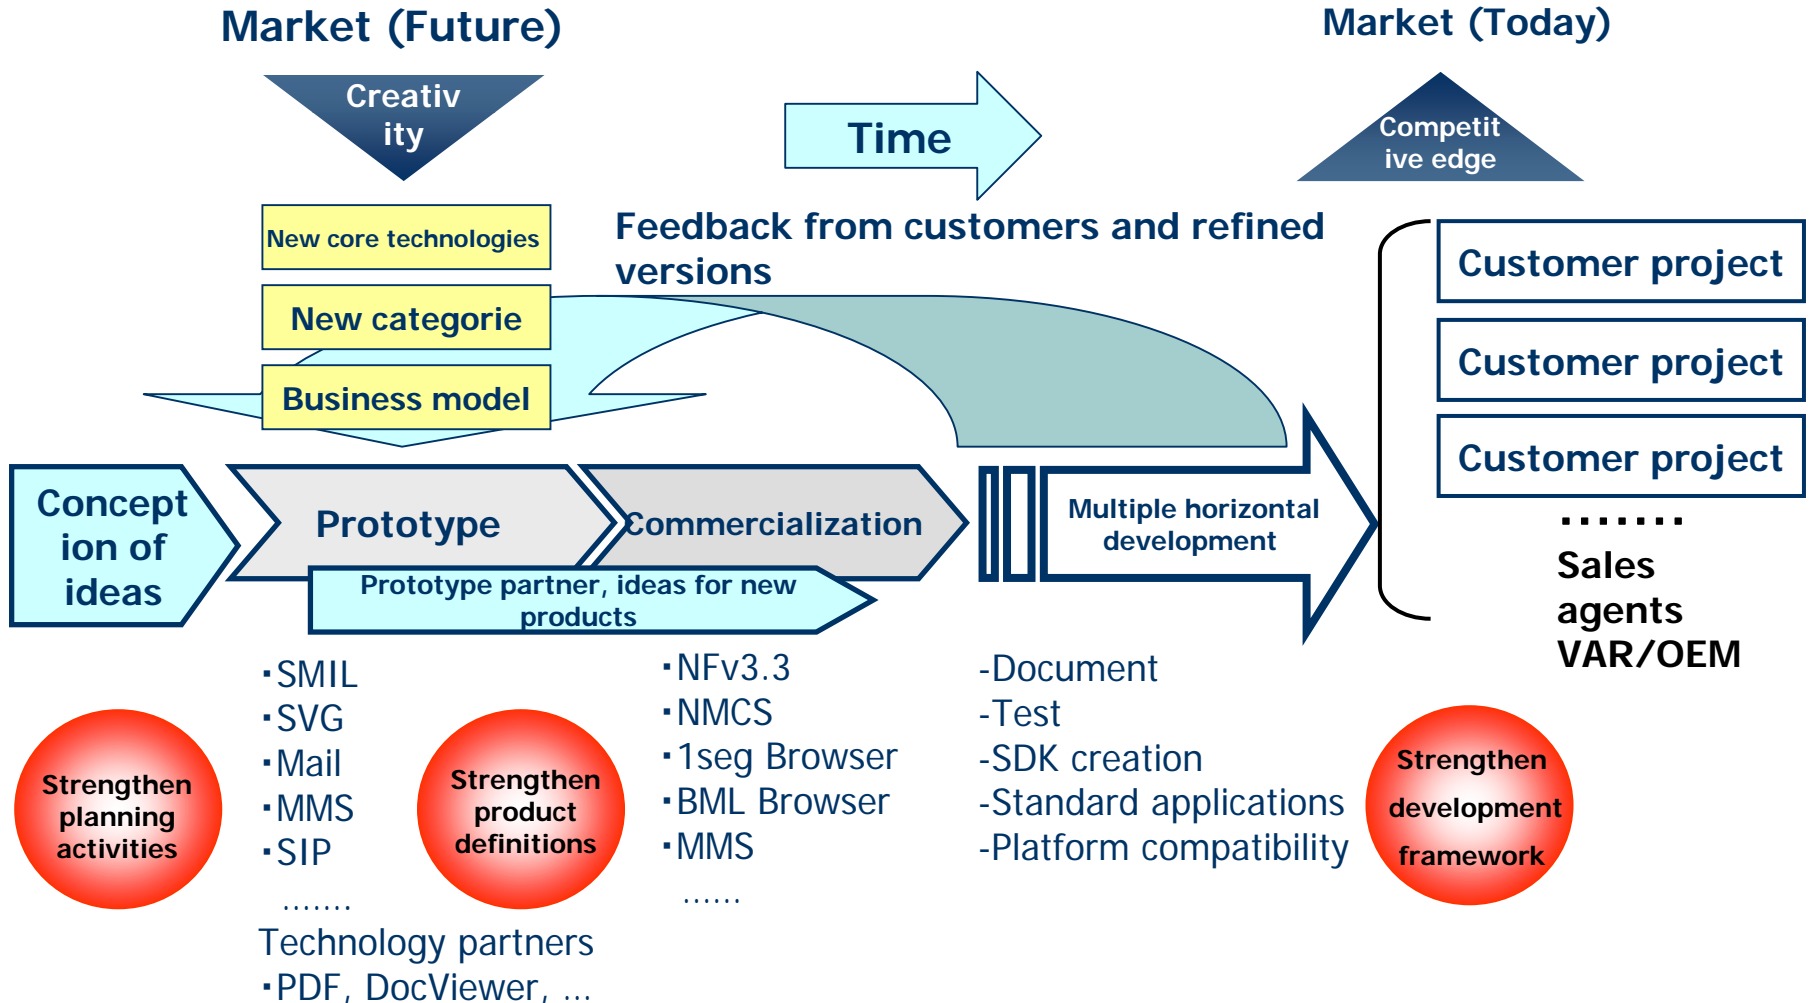 Market (Future)
Market (Today)
Creativ
ity
Time
Competit
ive edge
New core technologies
New categorie
Business model
Feedback from customers and refined
versions
Customer project
Customer project
Customer project
.......
Sales
agents
VAR/OEM
Concept
ion of
ideas
Prototype
Commercialization
Multiple horizontal
development
Prototype partner, ideas for new
products
Strengthen
planning
activities
・SMIL
・SVG
・Mail
・MMS
・SIP
.......
Technology partners
・PDF, DocViewer, ...
Strengthen
product
definitions
・NFv3.3
・NMCS
・1seg Browser
・BML Browser
・MMS
......
-Document
-Test
-SDK creation
-Standard applications
-Platform compatibility
Strengthen
development
framework